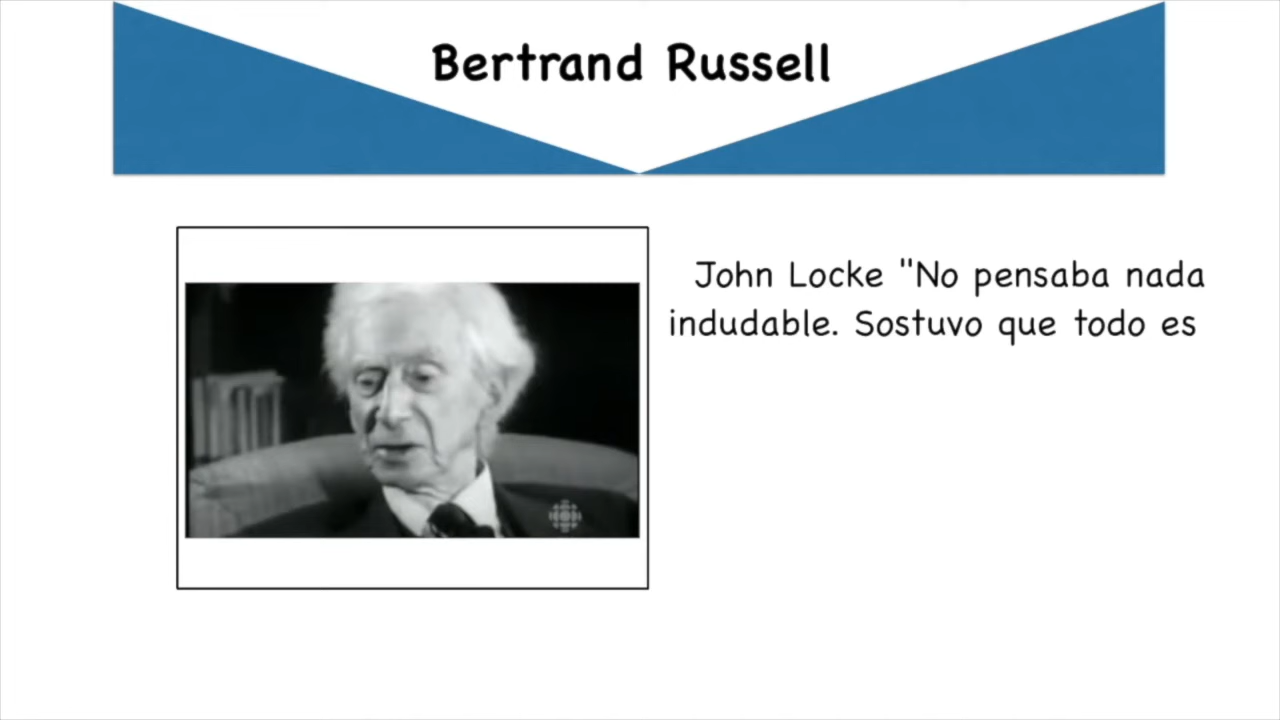 Bertrand Russell
John Locke "No pensaba nada
indudable. Sostuvo que todo es